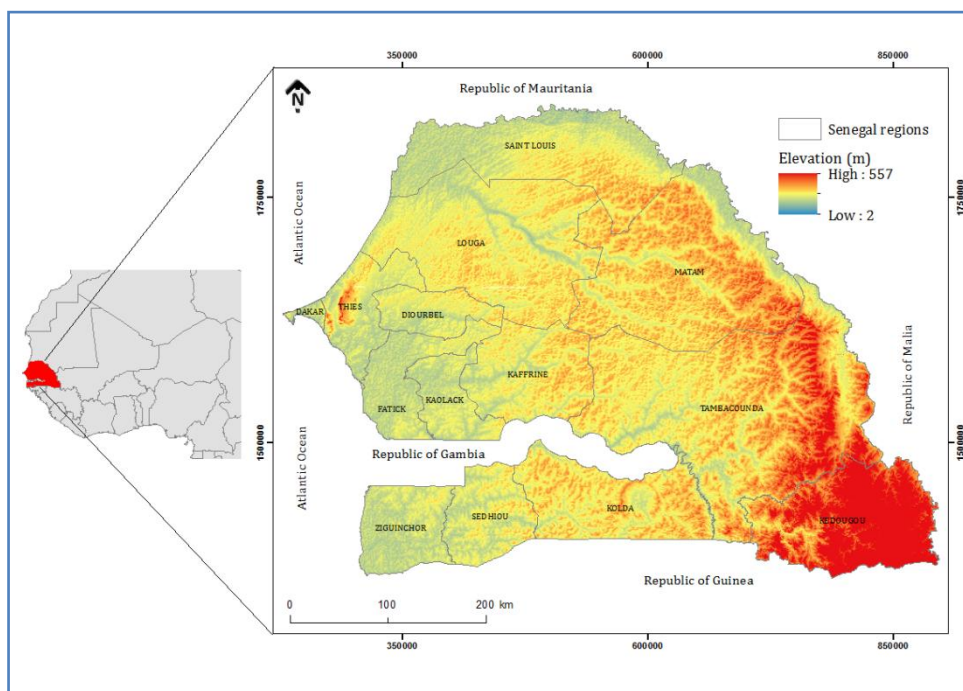 350000 600000 850000
Republic of Mauritania
N
SAINT LOUIS
Senegal regions
Elevation (m)
High : 557
Low : 2
1750000 1750000
Atlantic Ocean
LOUGA
MATAM
DAKAR THIES
DIOURBEL
Republic of Malia
KAFFRINE
KAOLACK
FATICK
TAMBACOUNDA
1500000 1500000
Republic of Gambia
Atlantic Ocean
KOLDA
SEDHIOU
ZIGUINCHOR
KEDOUGOU
Republic of Guinea
0 100 200 km
350000 600000 850000